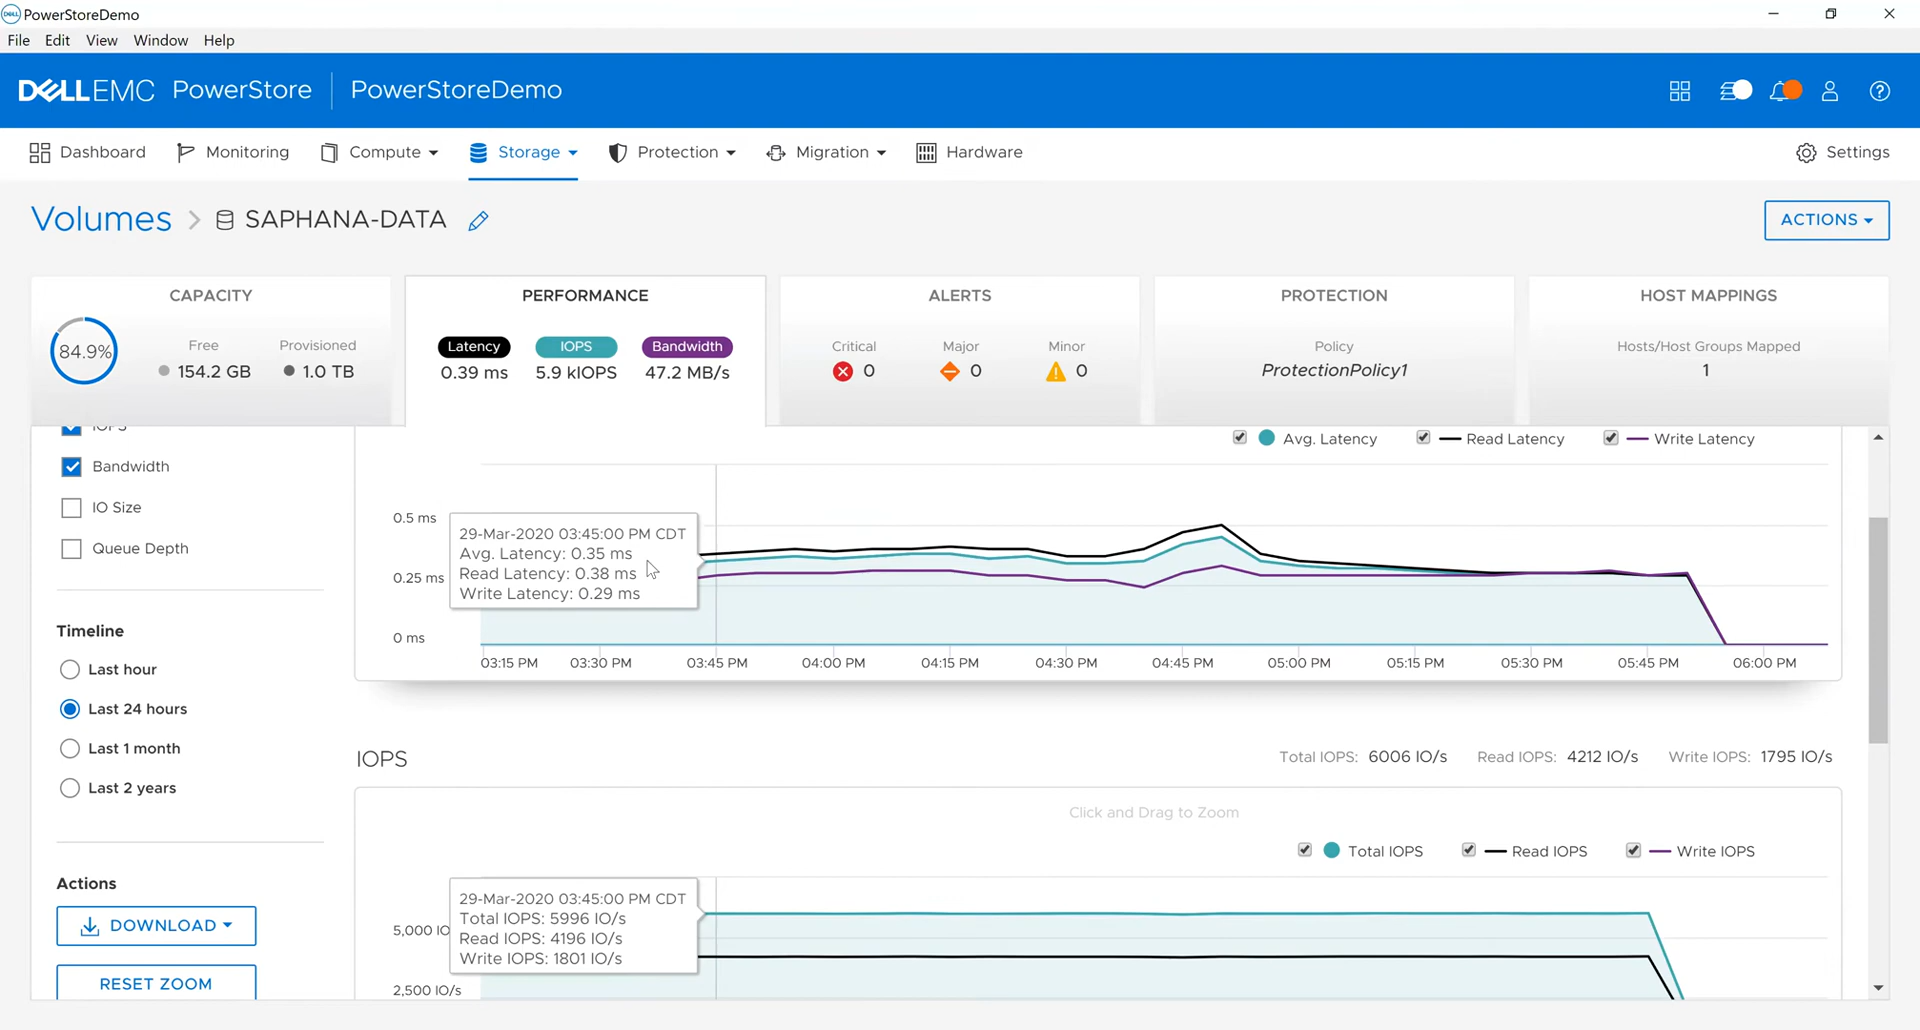 PowerStoreDemo
File Edit View Window Help
DELLEMC PowerStore PowerStoreDemo
Dashboard Monitoring Compute Storage Protection Migration Hardware Settings
Volumes SAPHANA-DATA ACTIONS
CAPACITY
84.9%
Free
154.2 GB
Provisioned
1.0 TB
PERFORMANCE
Latency IOPS Bandwidth
0.39 ms 5.9 kIOPS 47.2 MB/s
ALERTS
Critical Major Minor
0 0 0
PROTECTION
Policy
ProtectionPolicy1
HOST MAPPINGS
Hosts/Host Groups Mapped
1
IOPS
Bandwidth
IO Size
Queue Depth
Timeline
Last hour
Last 24 hours
Last 1 month
Last 2 years
Actions
DOWNLOAD
RESET ZOOM
Avg. Latency Read Latency Write Latency
0.5 ms
0.25 ms
0 ms
29-Mar-2020 03:45:00 PM CDT
Avg. Latency: 0.35 ms
Read Latency: 0.38 ms
Write Latency: 0.29 ms
03:15 PM 03:30 PM 03:45 PM 04:00 PM 04:15 PM 04:30 PM 04:45 PM 05:00 PM 05:15 PM 05:30 PM 05:45 PM 06:00 PM
IOPS Total IOPS: 6006 IO/s Read IOPS: 4212 IO/s Write IOPS: 1795 IO/s
Click and Drag to Zoom
Total IOPS Read IOPS Write IOPS
5,000 IO
2,500 IO/s
29-Mar-2020 03:45:00 PM CDT
Total IOPS: 5996 IO/s
Read IOPS: 4196 IO/s
Write IOPS: 1801 IO/s